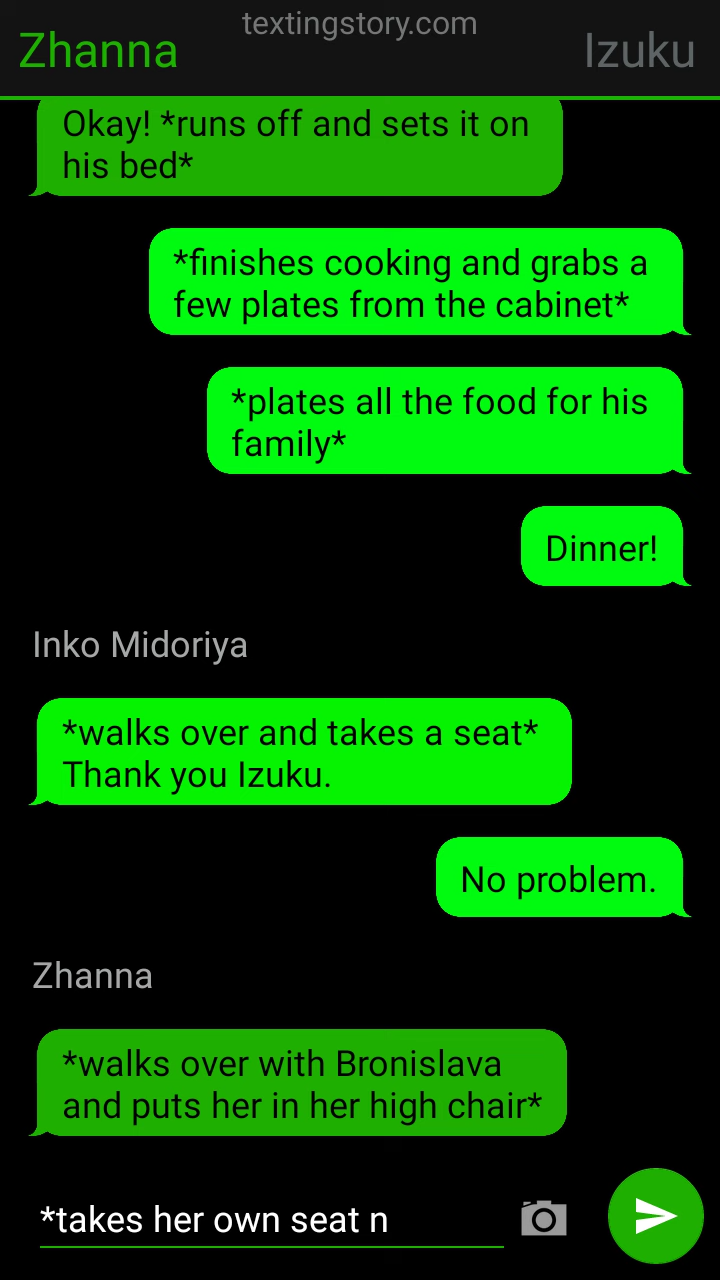 textingstory.com
Zhanna
Izuku
Okay! *runs off and sets it on
his bed*
*finishes cooking and grabs a
few plates from the cabinet*
*plates all the food for his
family*
Dinner!
Inko Midoriya
*walks over and takes a seat*
Thank you Izuku.
No problem.
Zhanna
*walks over with Bronislava
and puts her in her high chair*
*takes her own seat n